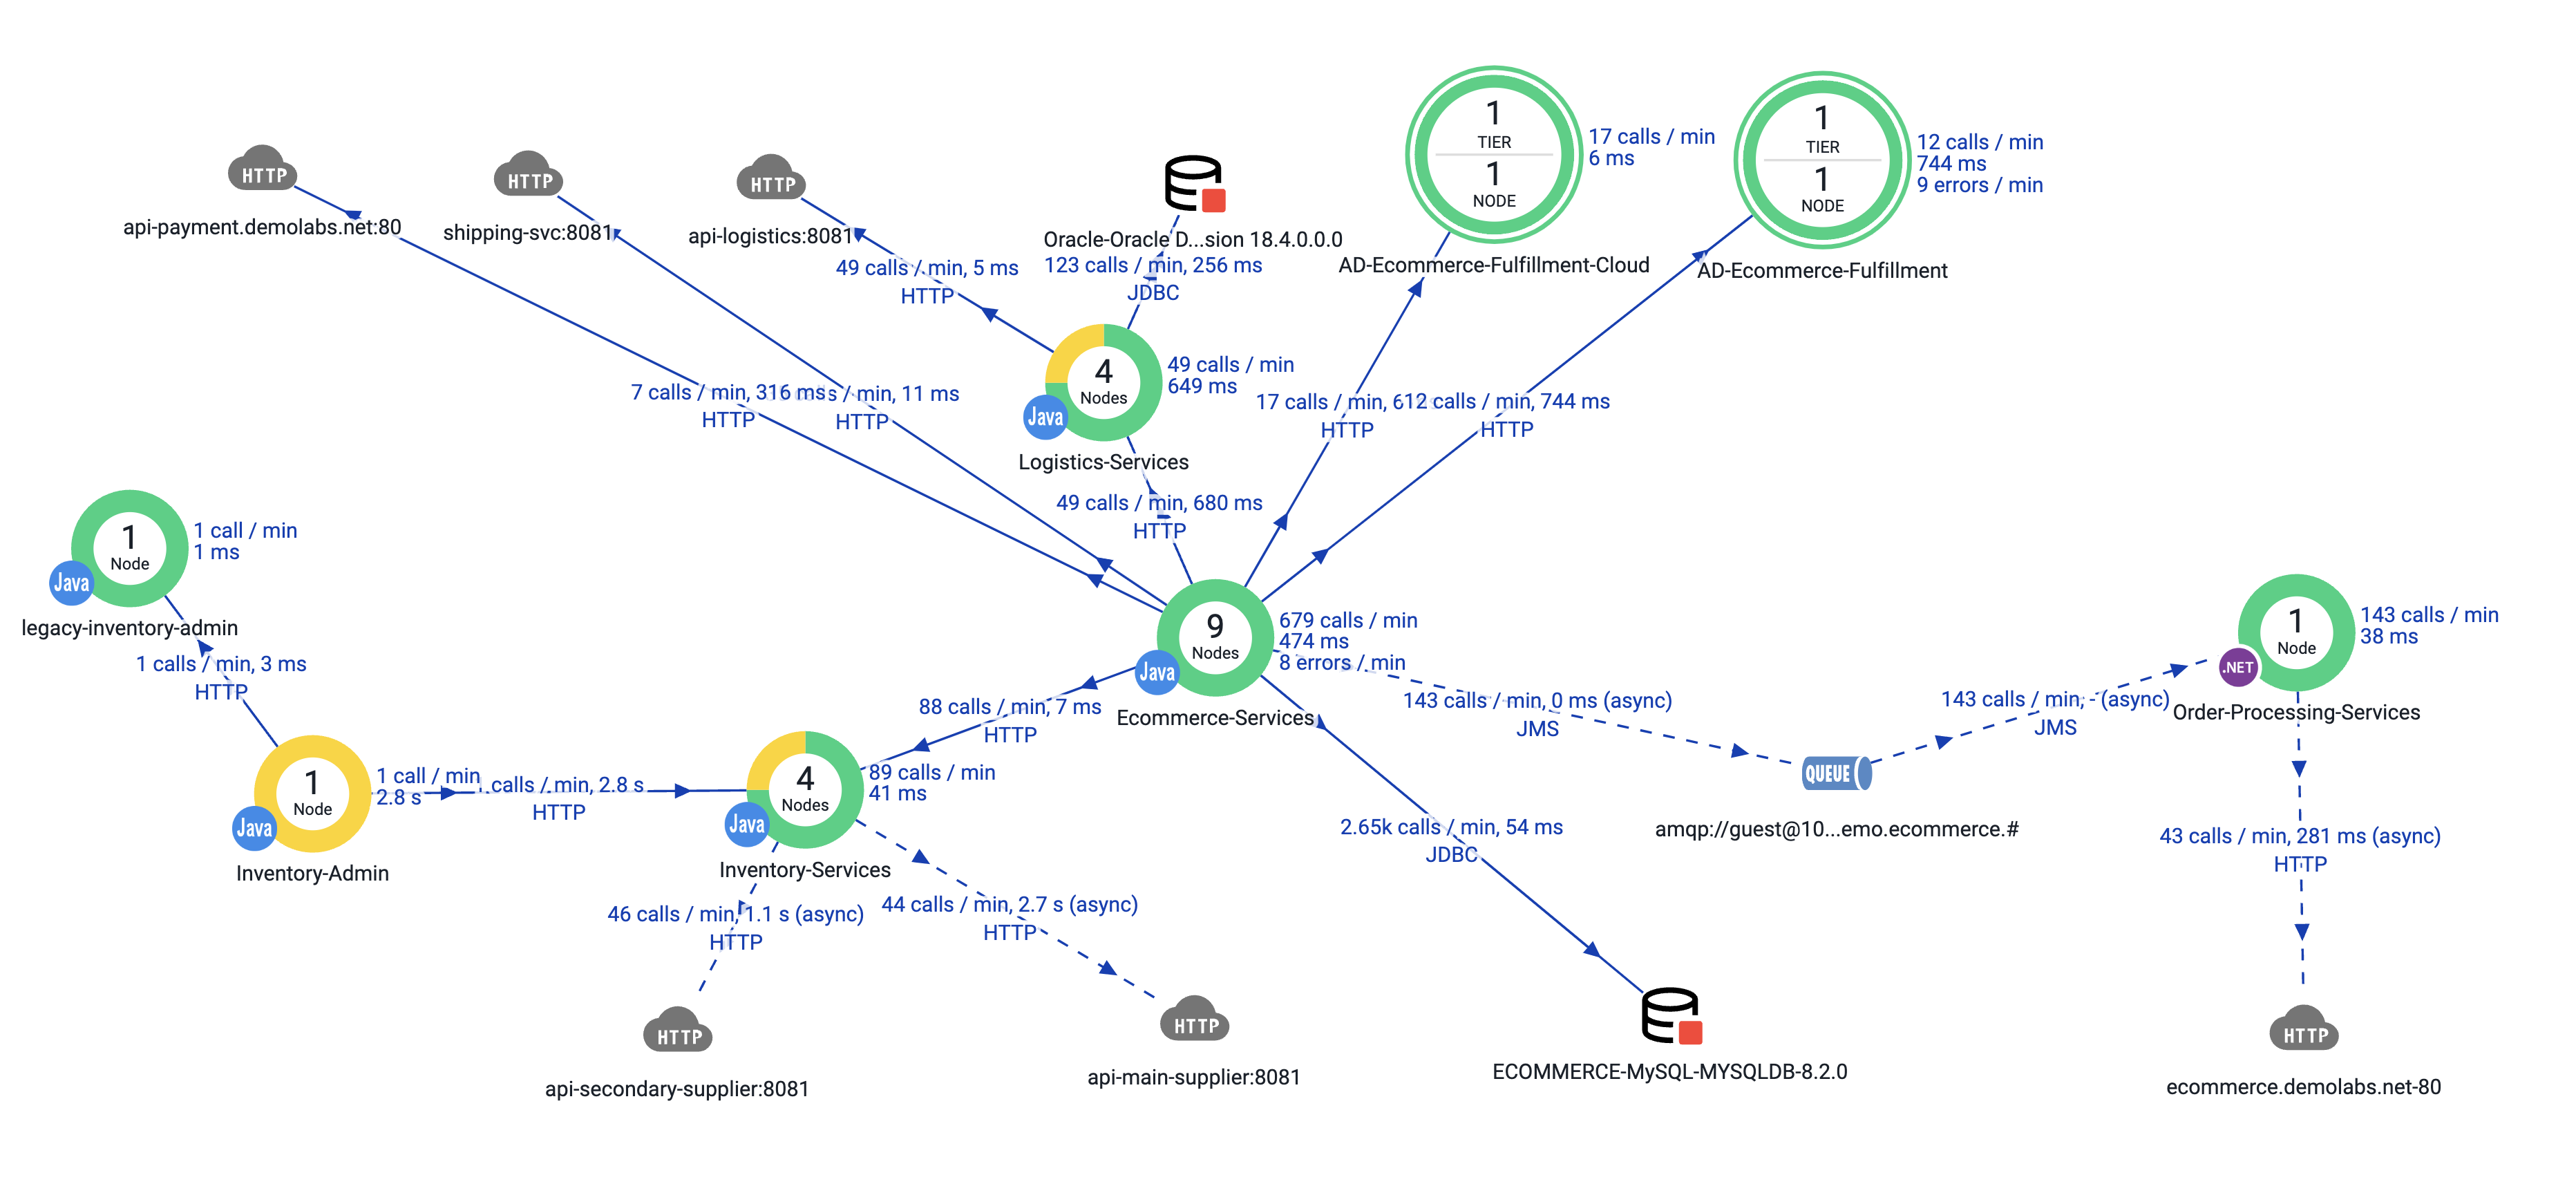 1
TIER
1
NODE
17 calls / min
6 ms
AD-Ecommerce-Fulfillment-Cloud
1
TIER
1
NODE
12 calls / min
744 ms
9 errors / min
AD-Ecommerce-Fulfillment
HTTP
api-payment.demolabs.net:80
HTTP
shipping-svc:8081
HTTP
api-logistics:8081
Oracle-Oracle D...sion 18.4.0.0.0
49 calls / min, 5 ms
HTTP
123 calls / min, 256 ms
JDBC
4
Nodes
Java
49 calls / min
649 ms
Logistics-Services
7 calls / min, 316 ms
HTTP
/ min, 11 ms
HTTP
17 calls / min, 6
HTTP
12 calls / min, 744 ms
HTTP
49 calls / min, 680 ms
HTTP
1
Node
Java
1 call / min
1 ms
legacy-inventory-admin
1 calls / min, 3 ms
HTTP
9
Nodes
Java
679 calls / min
474 ms
8 errors / min
Ecommerce-Services
1
Node
.NET
143 calls / min
38 ms
Order-Processing-Services
88 calls / min, 7 ms
HTTP
143 calls / min, 0 ms (async)
JMS
143 calls / min, - (async)
JMS
QUEUE
amqp://guest@10...emo.ecommerce.#
1
Node
Java
1 call / min
2.8 s
Inventory-Admin
calls / min, 2.8 s
HTTP
4
Nodes
Java
89 calls / min
41 ms
Inventory-Services
2.65k calls / min, 54 ms
JDBC
43 calls / min, 281 ms (async)
HTTP
46 calls / min, 1.1 s (async)
HTTP
44 calls / min, 2.7 s (async)
HTTP
HTTP
api-secondary-supplier:8081
HTTP
api-main-supplier:8081
ECOMMERCE-MySQL-MYSQLDB-8.2.0
HTTP
ecommerce.demolabs.net-80